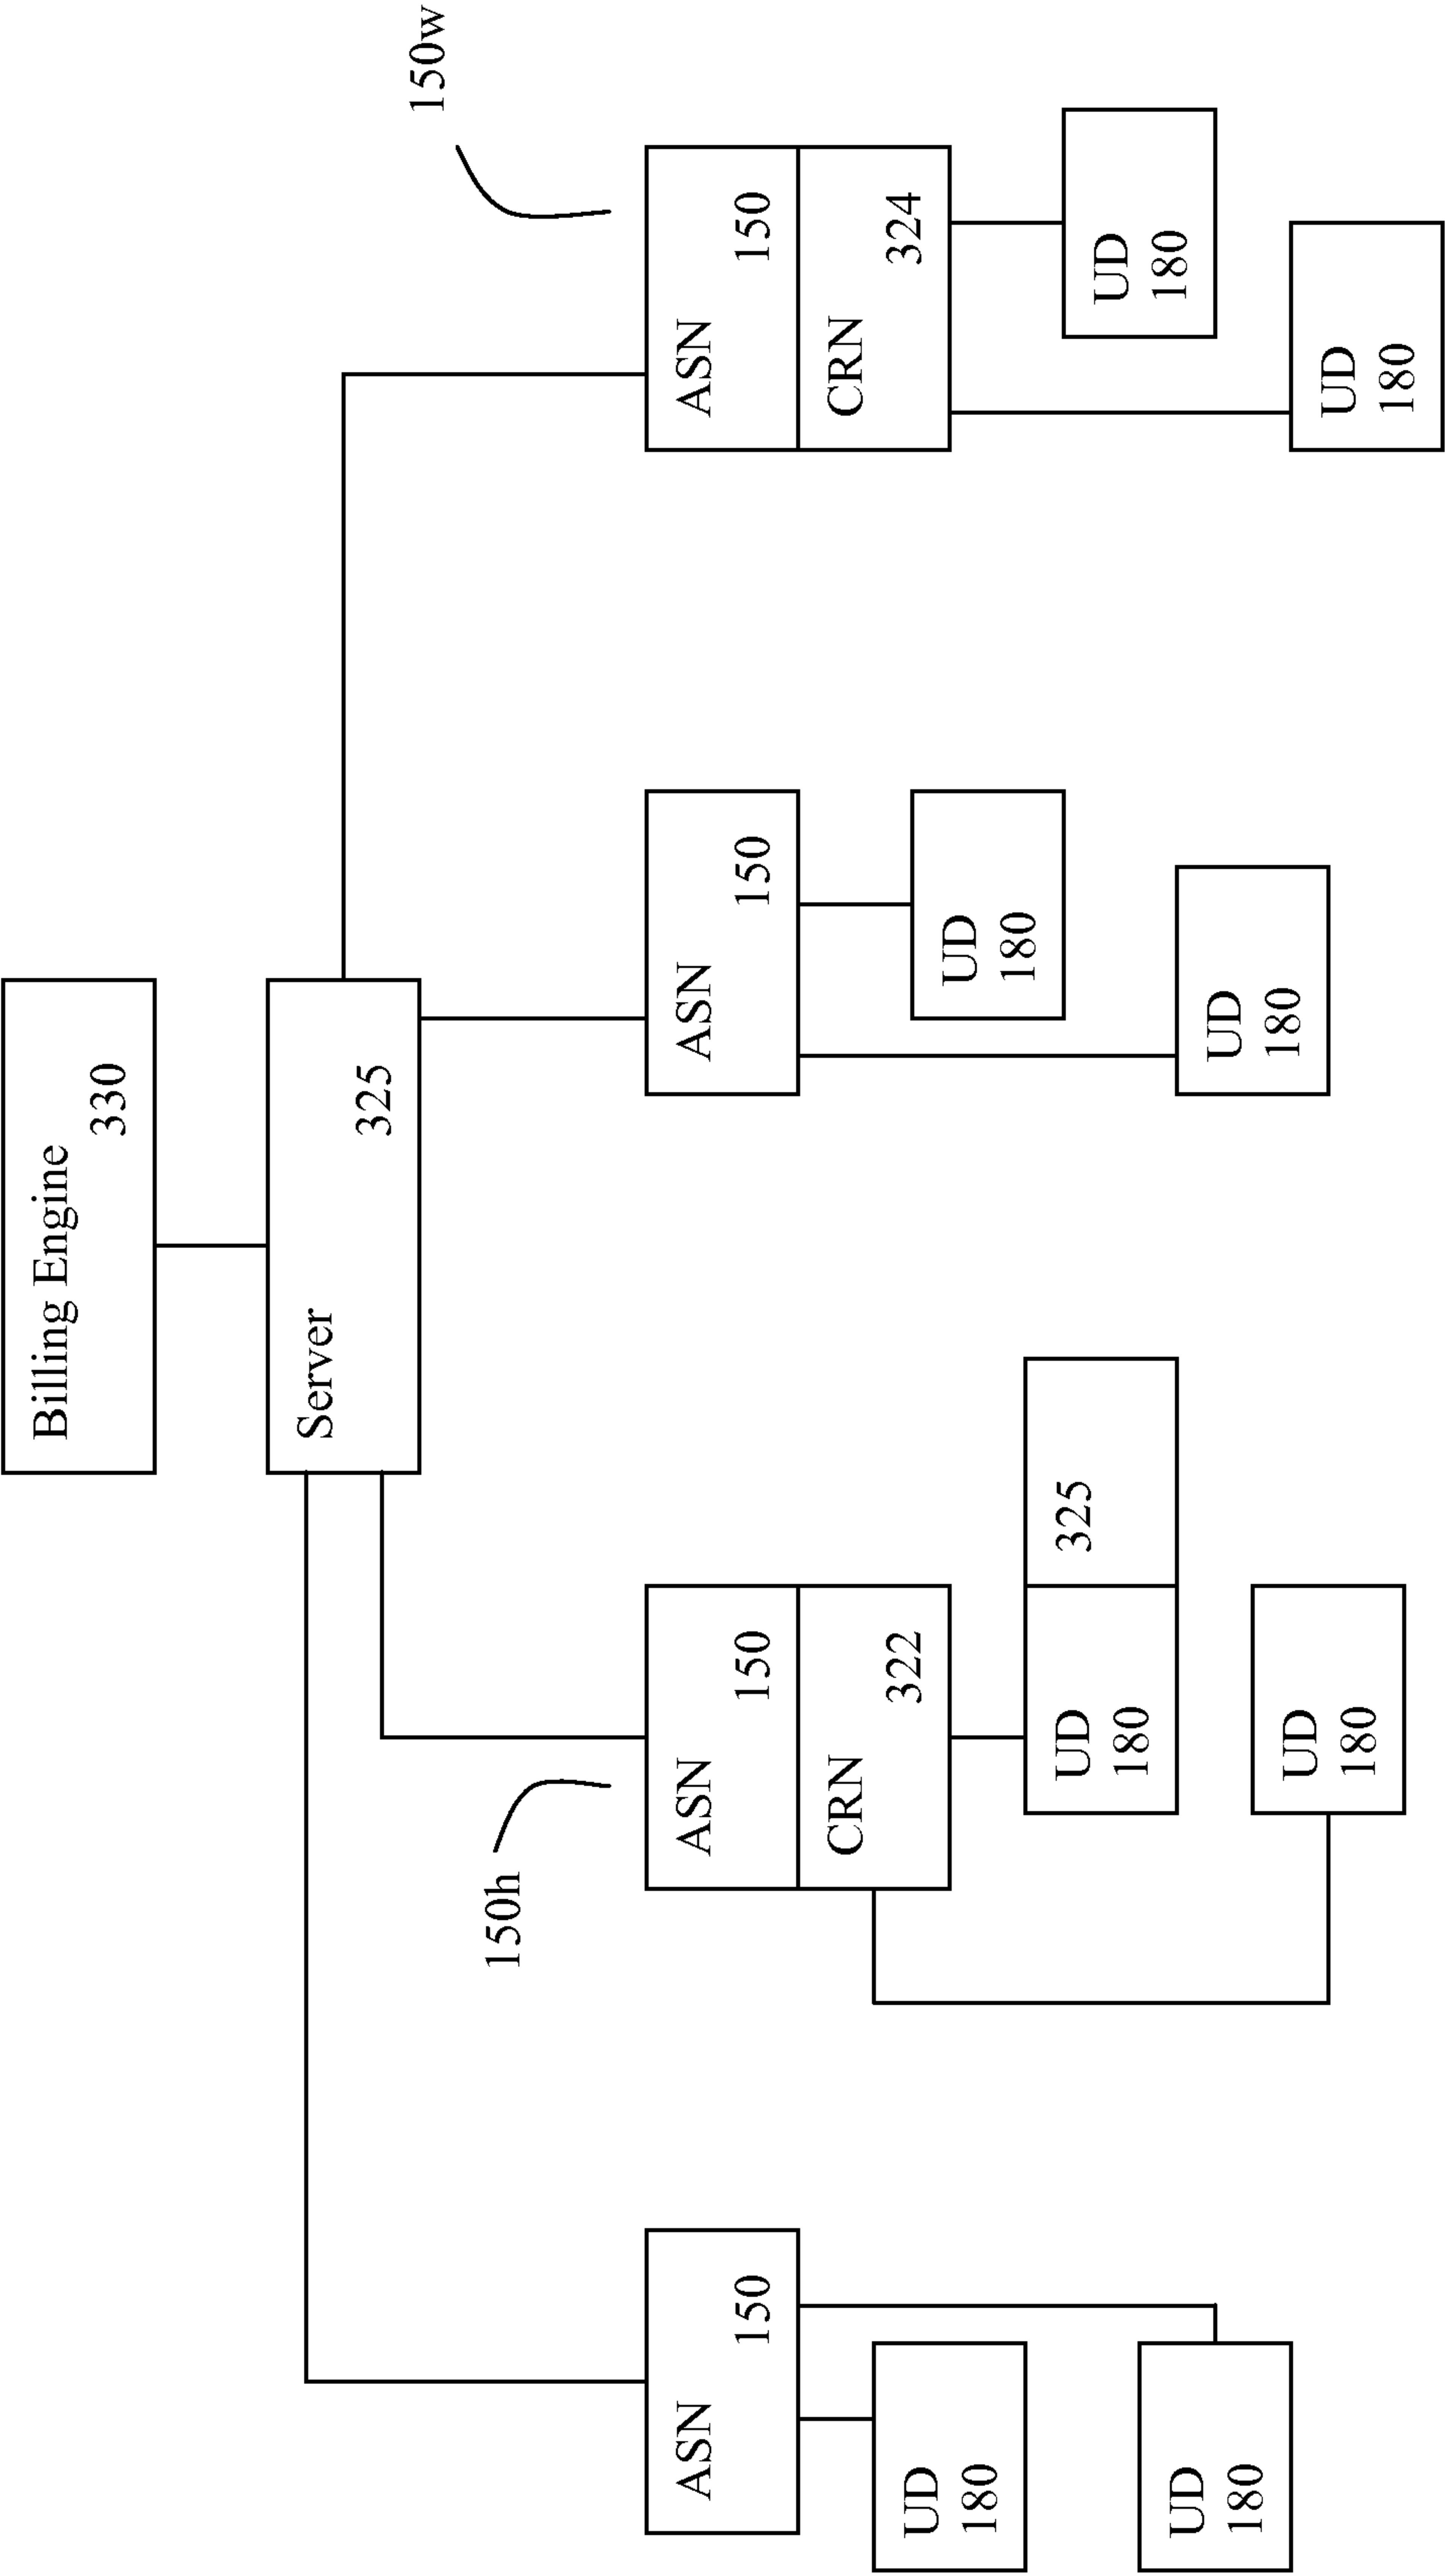 Billing Engine
330
Server
325
150h
150w
ASN
150
ASN
150
CRN
322
ASN
150
ASN
150
CRN
324
UD
180
UD
180
UD
180
325
UD
180
UD
180
UD
180
UD
180
UD
180